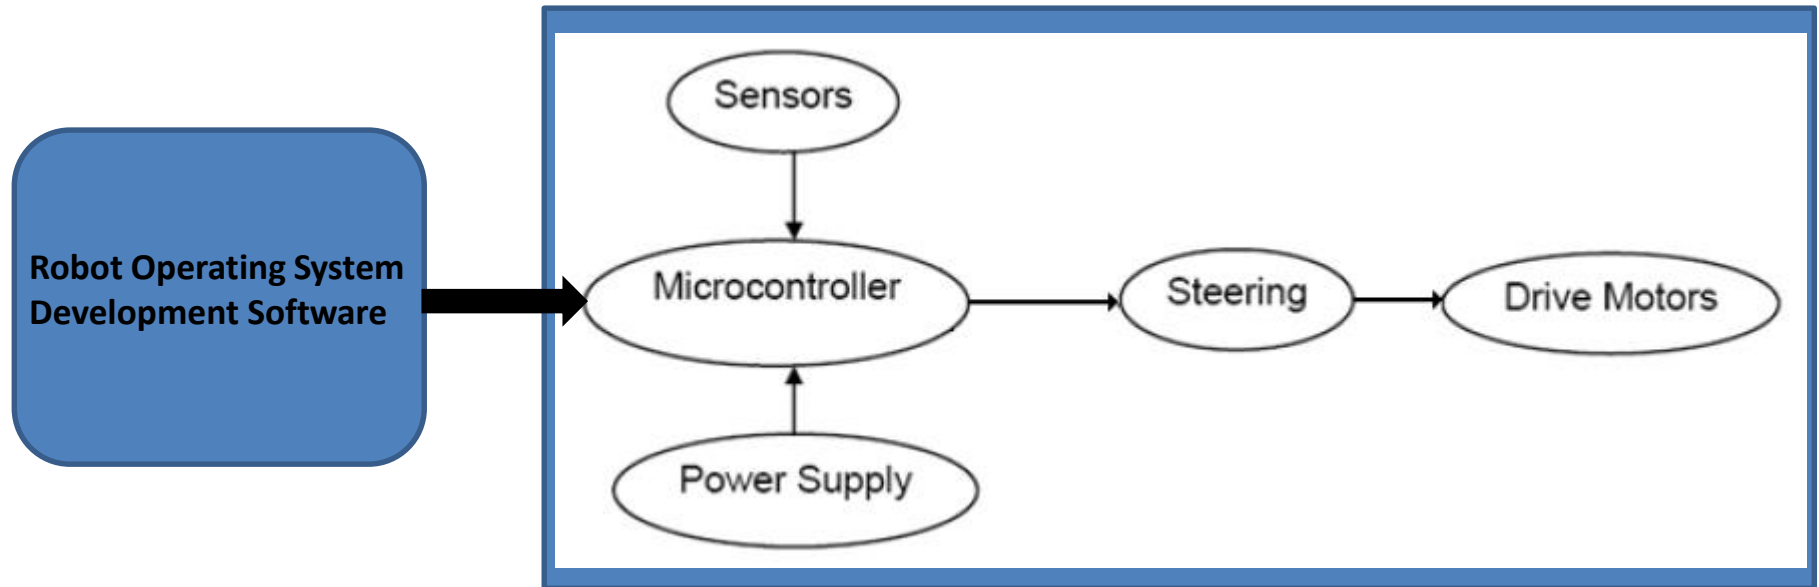 Sensors
Robot Operating System
Development Software
Microcontroller
Steering
Drive Motors
Power Supply